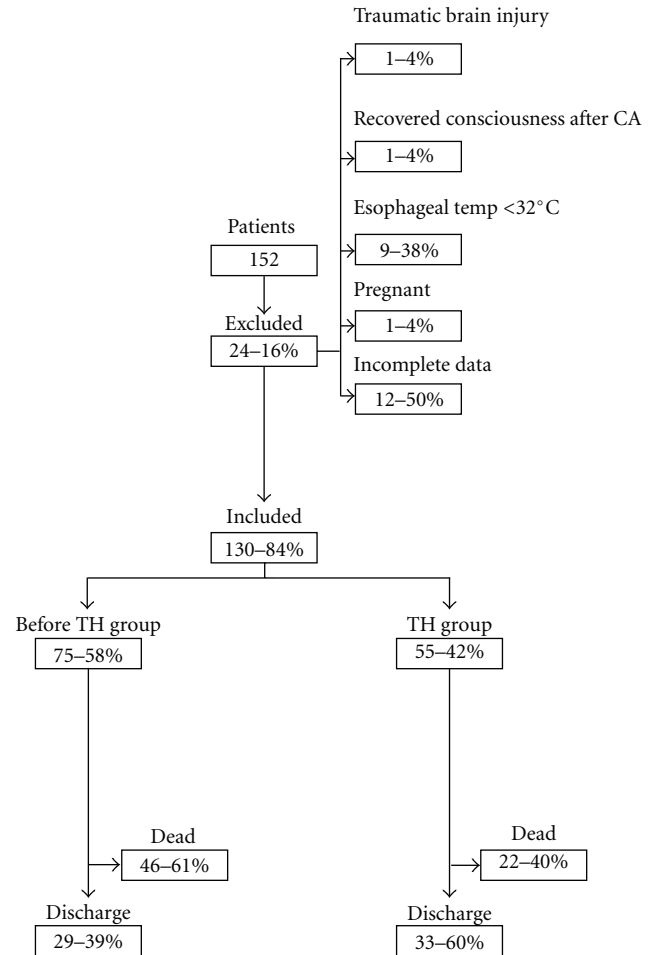 Traumatic brain injury
1–4%
Recovered consciousness after CA
1–4%
Esophageal temp <32°C
9–38%
Patients
152
Pregnant
1–4%
Excluded
24–16%
Incomplete data
12–50%
Included
130–84%
Before TH group
75–58%
TH group
55–42%
Dead
46–61%
Dead
22–40%
Discharge
29–39%
Discharge
33–60%